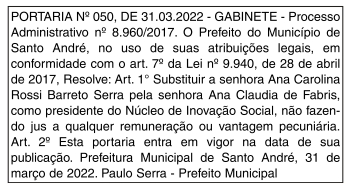 PORTARIA Nº 050, DE 31.03.2022 - GABINETE - Processo
Administrativo nº 8.960/2017. O Prefeito do Município de
Santo André, no uso de suas atribuições legais, em
conformidade com o art. 7º da Lei nº 9.940, de 28 de abril
de 2017, Resolve: Art. 1° Substituir a senhora Ana Carolina
Rossi Barreto Serra pela senhora Ana Claudia de Fabris,
como presidente do Núcleo de Inovação Social, não fazen-
do jus a qualquer remuneração ou vantagem pecuniária.
Art. 2º Esta portaria entra em vigor na data de sua
publicação. Prefeitura Municipal de Santo André, 31 de
março de 2022. Paulo Serra - Prefeito Municipal